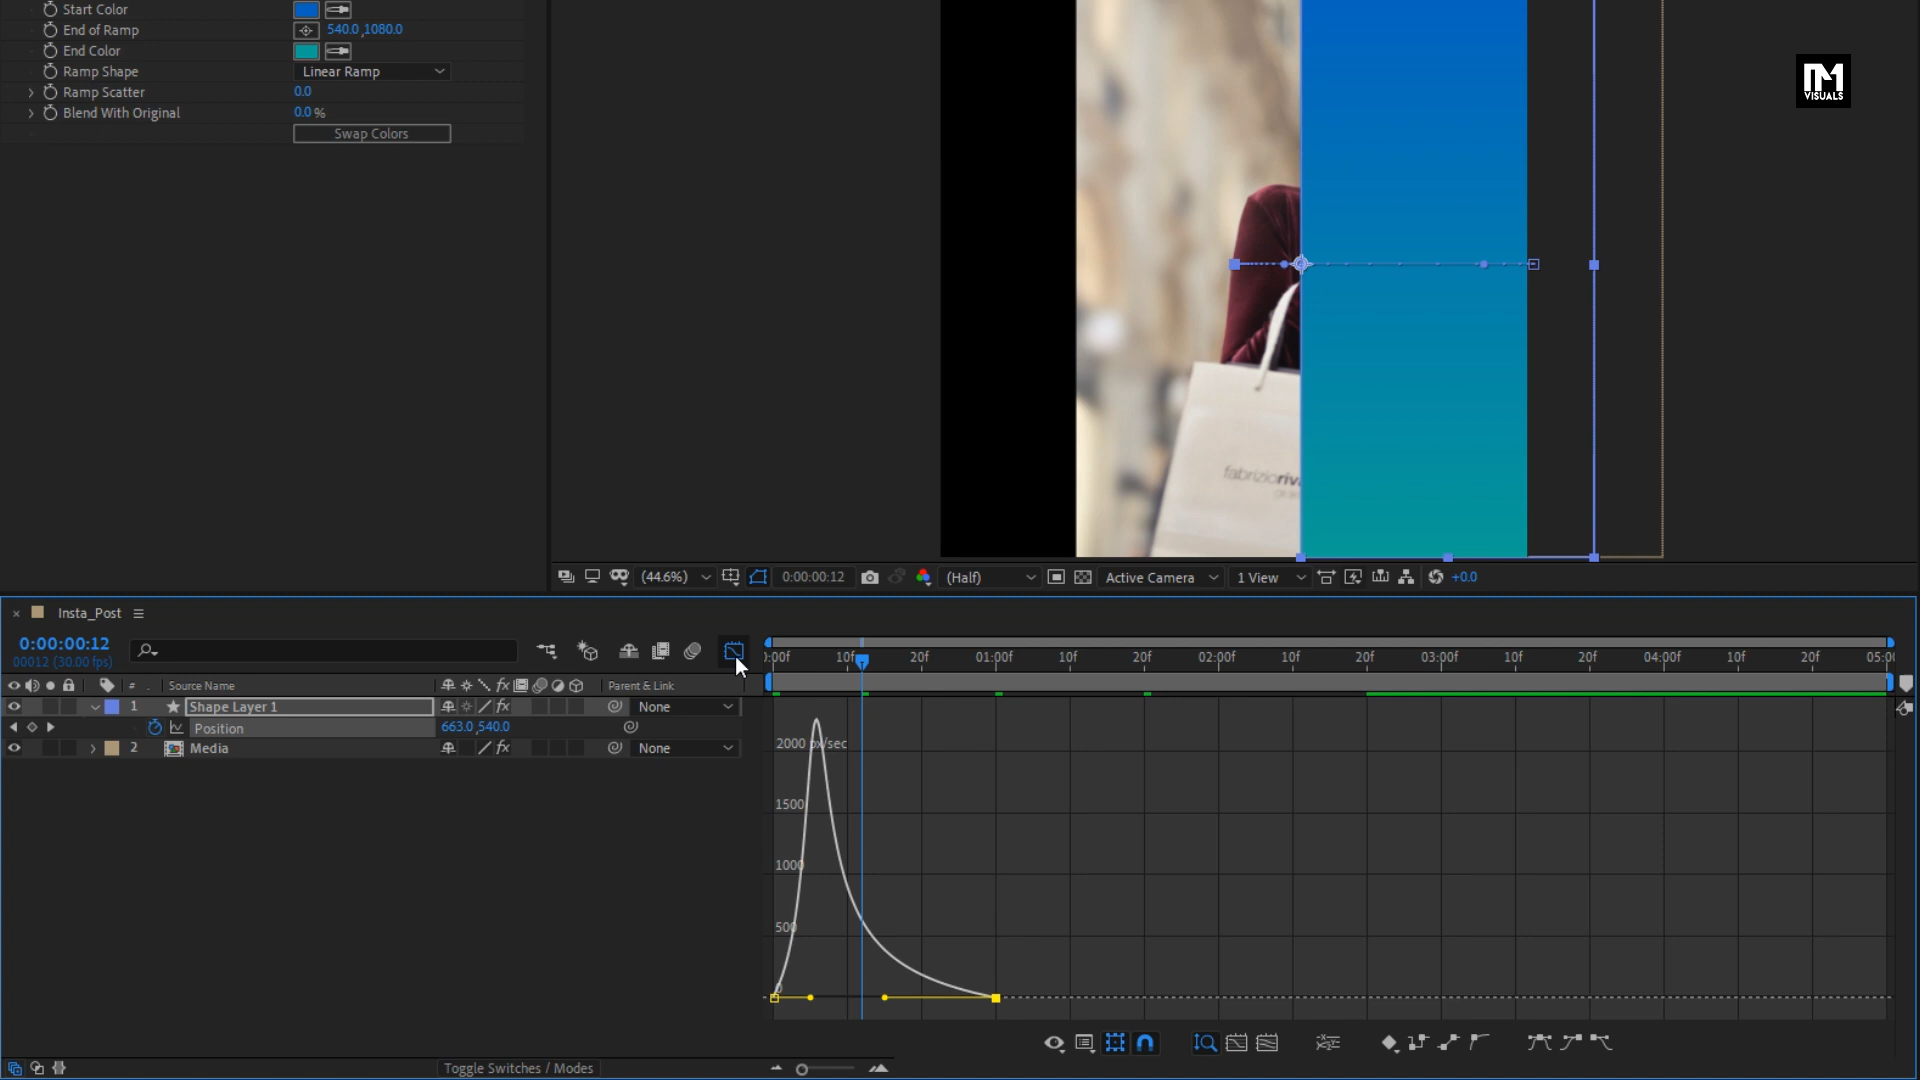 Start Color
End of Ramp 540.0 ,1080.0
End Color
Ramp Shape Linear Ramp
Ramp Scatter 0.0
Blend With Original 0.0 %
Swap Colors
M
VISUALS
(44.6%) 0:00:00:12 (Half) Active Camera 1 View +0.0
Insta_Post
0:00:00:12
00012 (30.00 fps)
:00f 10f 20f 01:00f 10f 20f 02:00f 10f 20f 03:00f 10f 20f 04:00f 10f 20f 05:00
# . Source Name fx Parent & Link
1 Shape Layer 1 fx None
Position 663.0 ,540.0
2 Media fx None
2000 px/sec
1500
1000
500
0
Toggle Switches / Modes